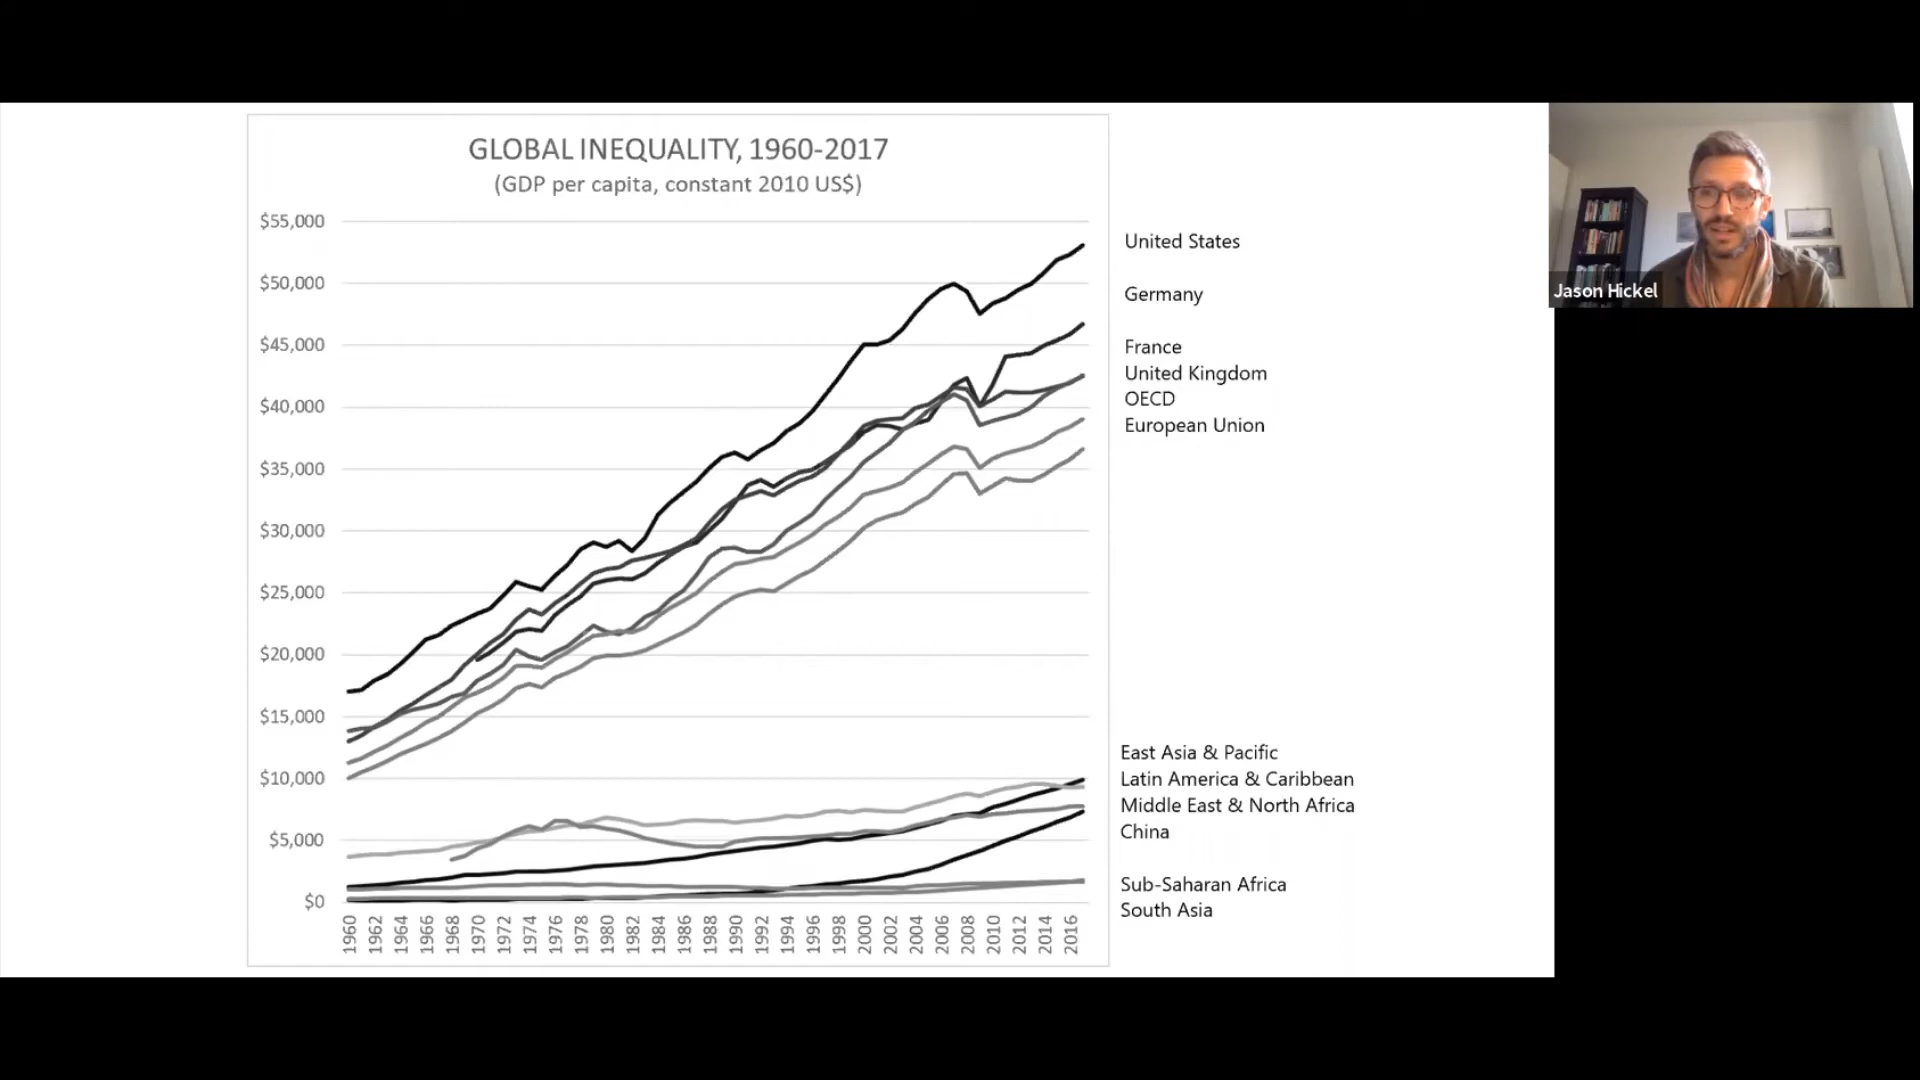 GLOBAL INEQUALITY, 1960-2017
(GDP per capita, constant 2010 US$)
$55,000
$50,000
$45,000
$40,000
$35,000
$30,000
$25,000
$20,000
$15,000
$10,000
$5,000
$0
1960
1962
1964
1966
1968
1970
1972
1974
1976
1978
1980
1982
1984
1986
1988
1990
1992
1994
1996
1998
2000
2002
2004
2006
2008
2010
2012
2014
2016
United States
Germany
France
United Kingdom
OECD
European Union
East Asia & Pacific
Latin America & Caribbean
Middle East & North Africa
China
Sub-Saharan Africa
South Asia
Jason Hickel